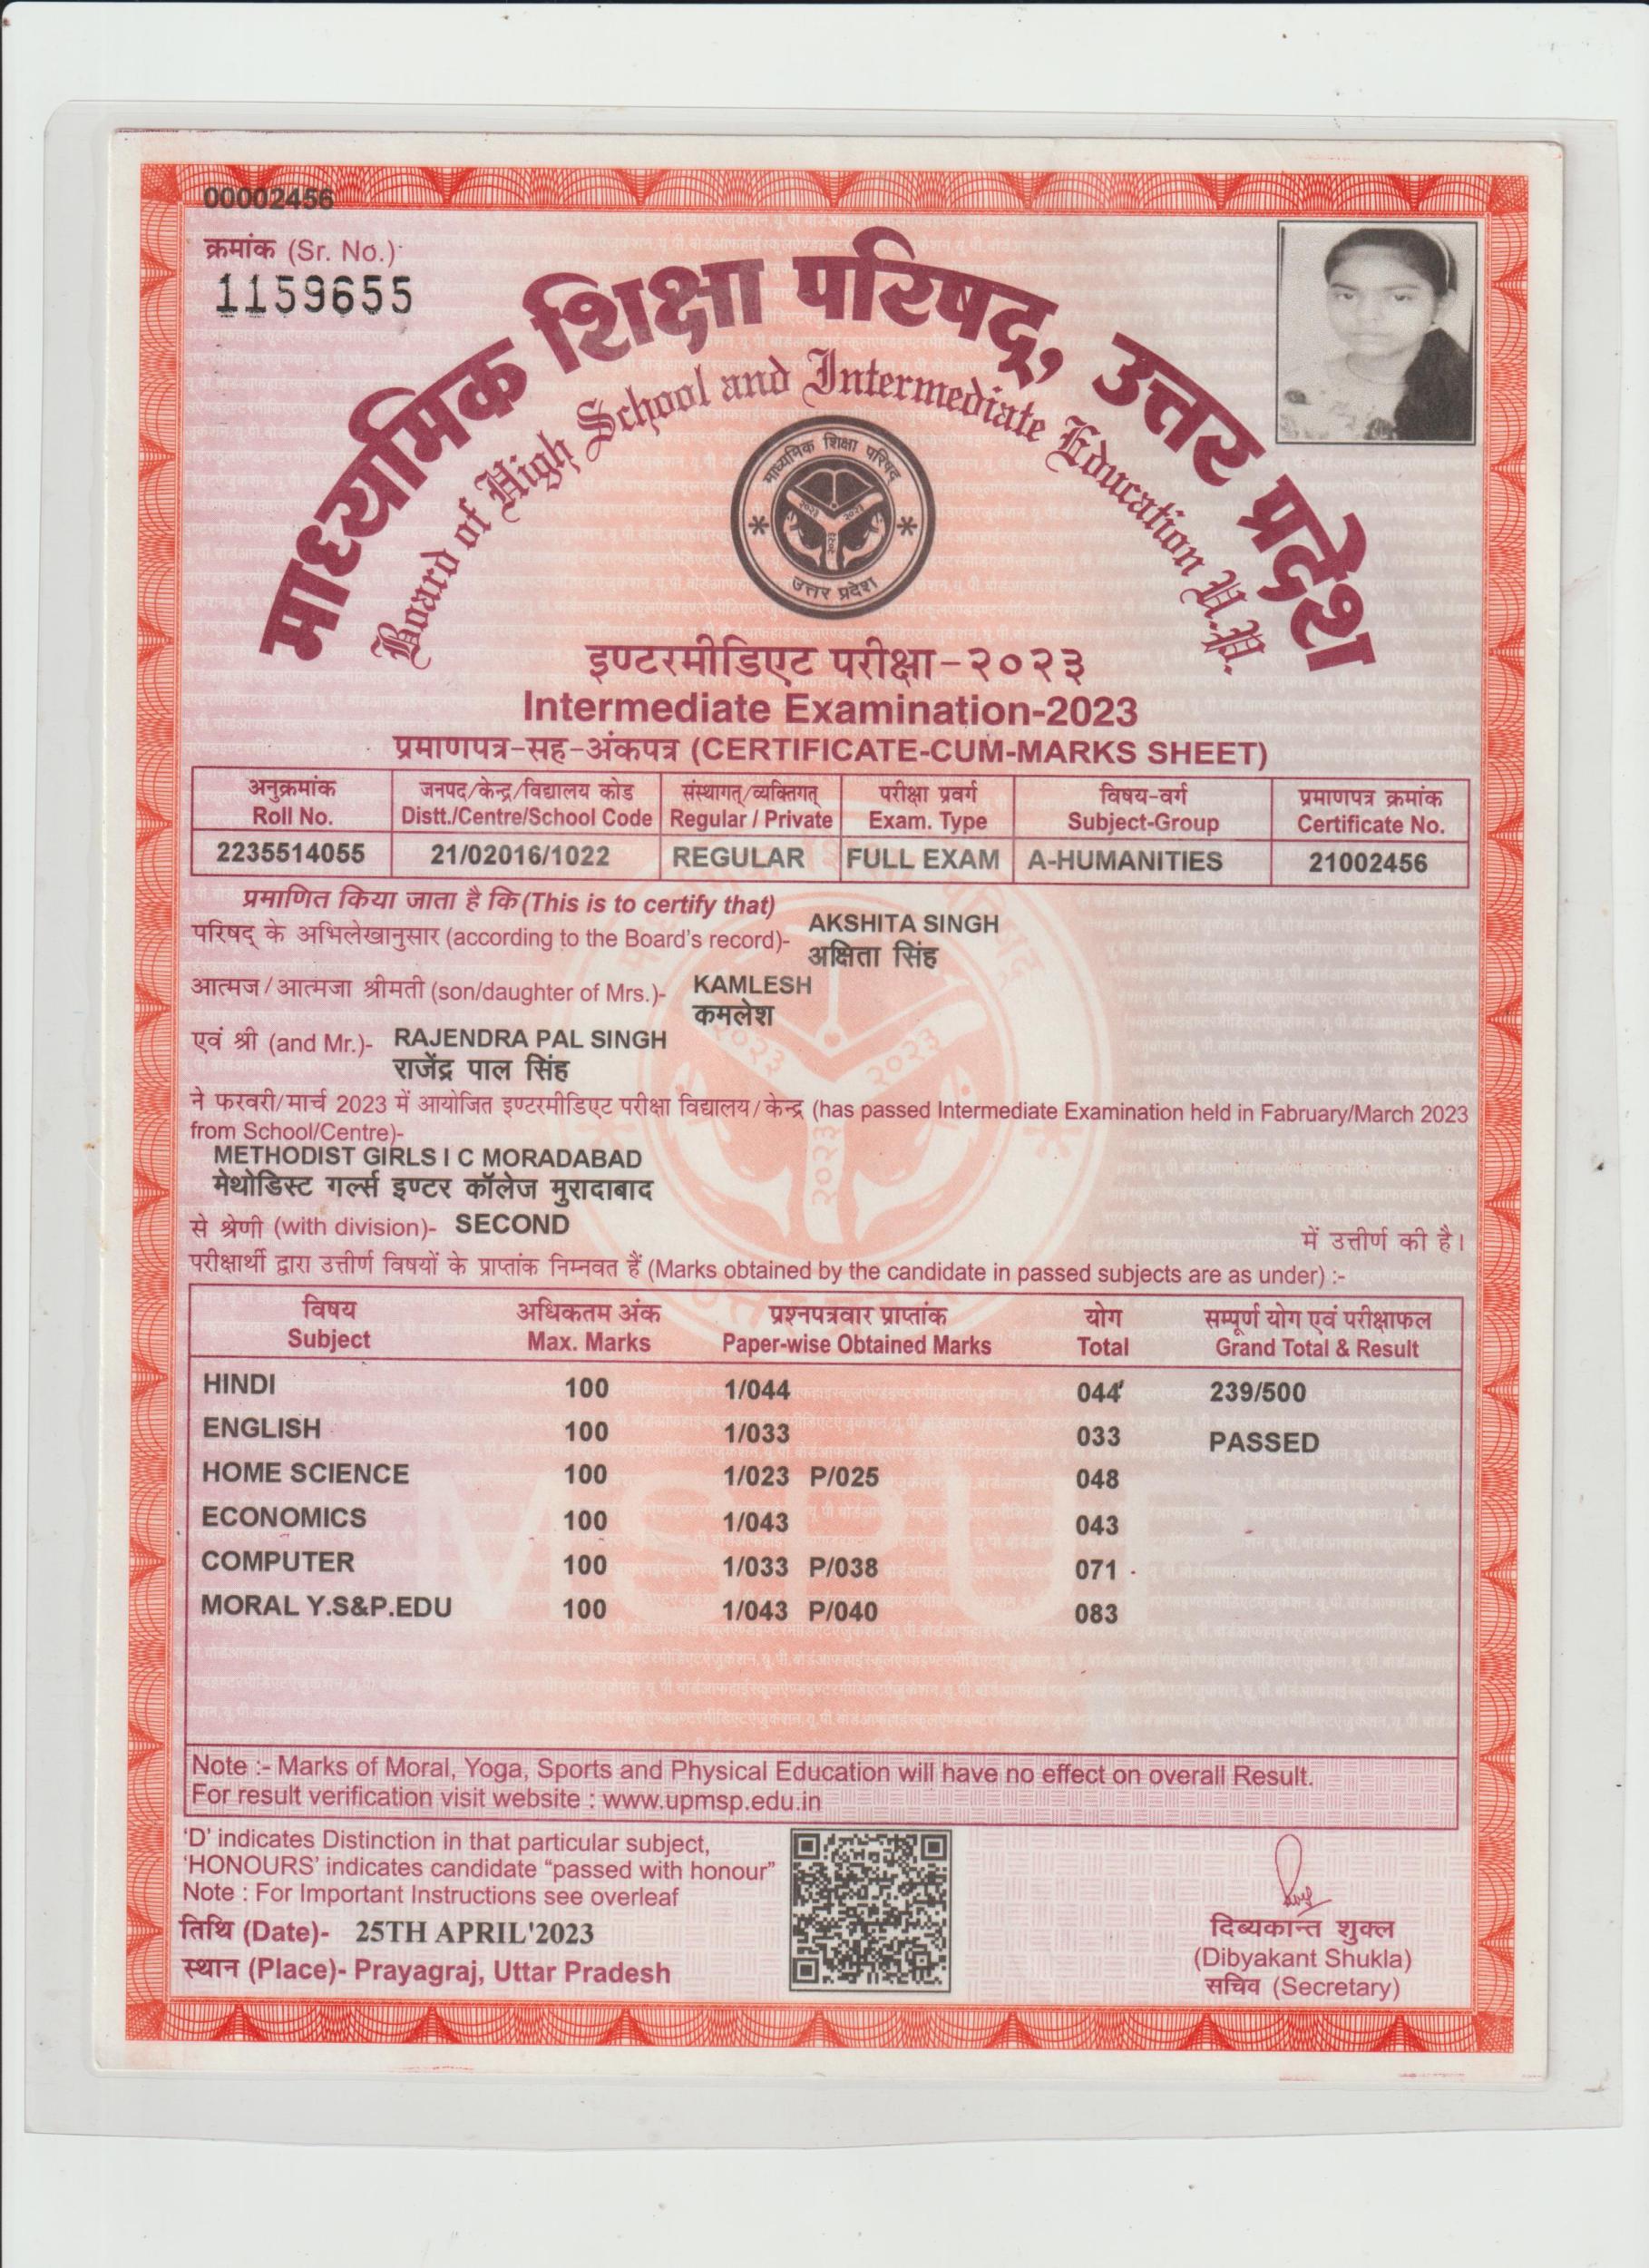 00002456
क्रमांक (Sr. No.)
1159655
माध्यमिक शिक्षा परिषद्, उत्तर प्रदेश
Board of High School and Intermediate Education U.P.
माध्यमिक शिक्षा परिषद्
२०२३ २०२३
२०२३
उत्तर प्रदेश
इण्टरमीडिएट परीक्षा-२०२३
Intermediate Examination-2023
प्रमाणपत्र-सह-अंकपत्र (CERTIFICATE-CUM-MARKS SHEET)
अनुक्रमांक जनपद/केन्द्र/विद्यालय कोड संस्थागत्/व्यक्तिगत् परीक्षा प्रवर्ग विषय-वर्ग प्रमाणपत्र क्रमांक
Roll No. Distt./Centre/School Code Regular / Private Exam. Type Subject-Group Certificate No.
2235514055 21/02016/1022 REGULAR FULL EXAM A-HUMANITIES 21002456
प्रमाणित किया जाता है कि (This is to certify that)
परिषद् के अभिलेखानुसार (according to the Board's record)- AKSHITA SINGH
अक्षिता सिंह
आत्मज/आत्मजा श्रीमती (son/daughter of Mrs.)- KAMLESH
कमलेश
एवं श्री (and Mr.)- RAJENDRA PAL SINGH
राजेंद्र पाल सिंह
ने फरवरी/मार्च 2023 में आयोजित इण्टरमीडिएट परीक्षा विद्यालय/केन्द्र (has passed Intermediate Examination held in Fabruary/March 2023
from School/Centre)-
METHODIST GIRLS I C MORADABAD
मेथोडिस्ट गर्ल्स इण्टर कॉलेज मुरादाबाद
से श्रेणी (with division)- SECOND में उत्तीर्ण की है।
परीक्षार्थी द्वारा उत्तीर्ण विषयों के प्राप्तांक निम्नवत हैं (Marks obtained by the candidate in passed subjects are as under) :-
विषय अधिकतम अंक प्रश्नपत्रवार प्राप्तांक योग सम्पूर्ण योग एवं परीक्षाफल
Subject Max. Marks Paper-wise Obtained Marks Total Grand Total & Result
HINDI 100 1/044 044 239/500
ENGLISH 100 1/033 033 PASSED
HOME SCIENCE 100 1/023 P/025 048
ECONOMICS 100 1/043 043
COMPUTER 100 1/033 P/038 071
MORAL Y.S&P.EDU 100 1/043 P/040 083
Note :- Marks of Moral, Yoga, Sports and Physical Education will have no effect on overall Result.
For result verification visit website : www.upmsp.edu.in
'D' indicates Distinction in that particular subject,
'HONOURS' indicates candidate "passed with honour"
Note : For Important Instructions see overleaf
तिथि (Date)- 25TH APRIL'2023
स्थान (Place)- Prayagraj, Uttar Pradesh
दिब्यकान्त शुक्ल
(Dibyakant Shukla)
सचिव (Secretary)